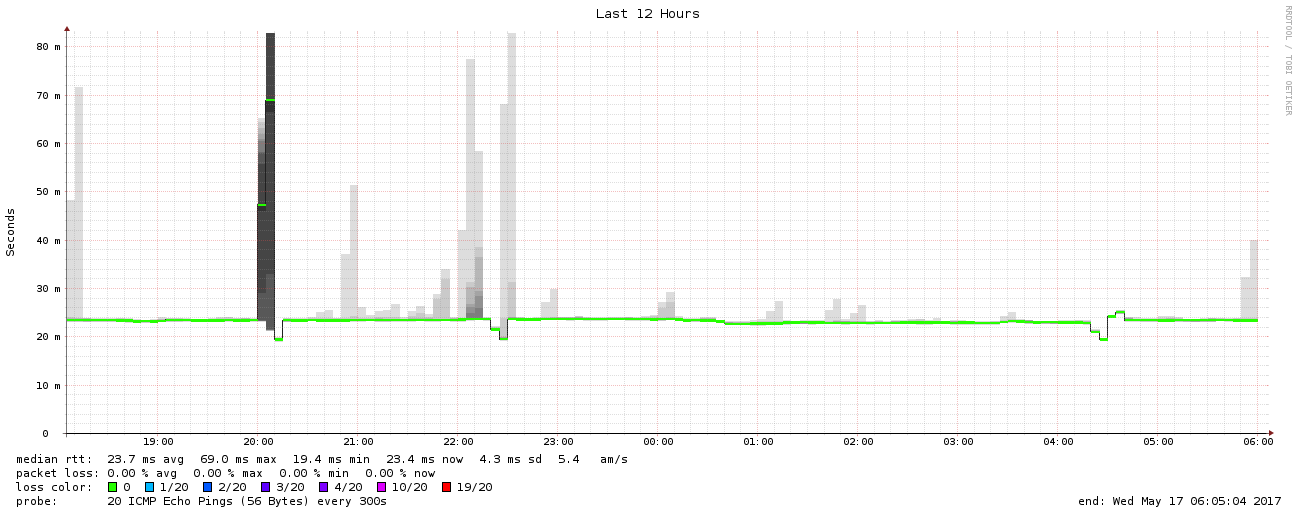 Last 12 Hours
RRDTOOL / TOBI OETIKER
Seconds
80 m
70 m
60 m
50 m
40 m
30 m
20 m
10 m
0
19:00 20:00 21:00 22:00 23:00 00:00 01:00 02:00 03:00 04:00 05:00 06:00
median rtt: 23.7 ms avg 69.0 ms max 19.4 ms min 23.4 ms now 4.3 ms sd 5.4 am/s
packet loss: 0.00 % avg 0.00 % max 0.00 % min 0.00 % now
loss color: 0 1/20 2/20 3/20 4/20 10/20 19/20
probe: 20 ICMP Echo Pings (56 Bytes) every 300s end: Wed May 17 06:05:04 2017